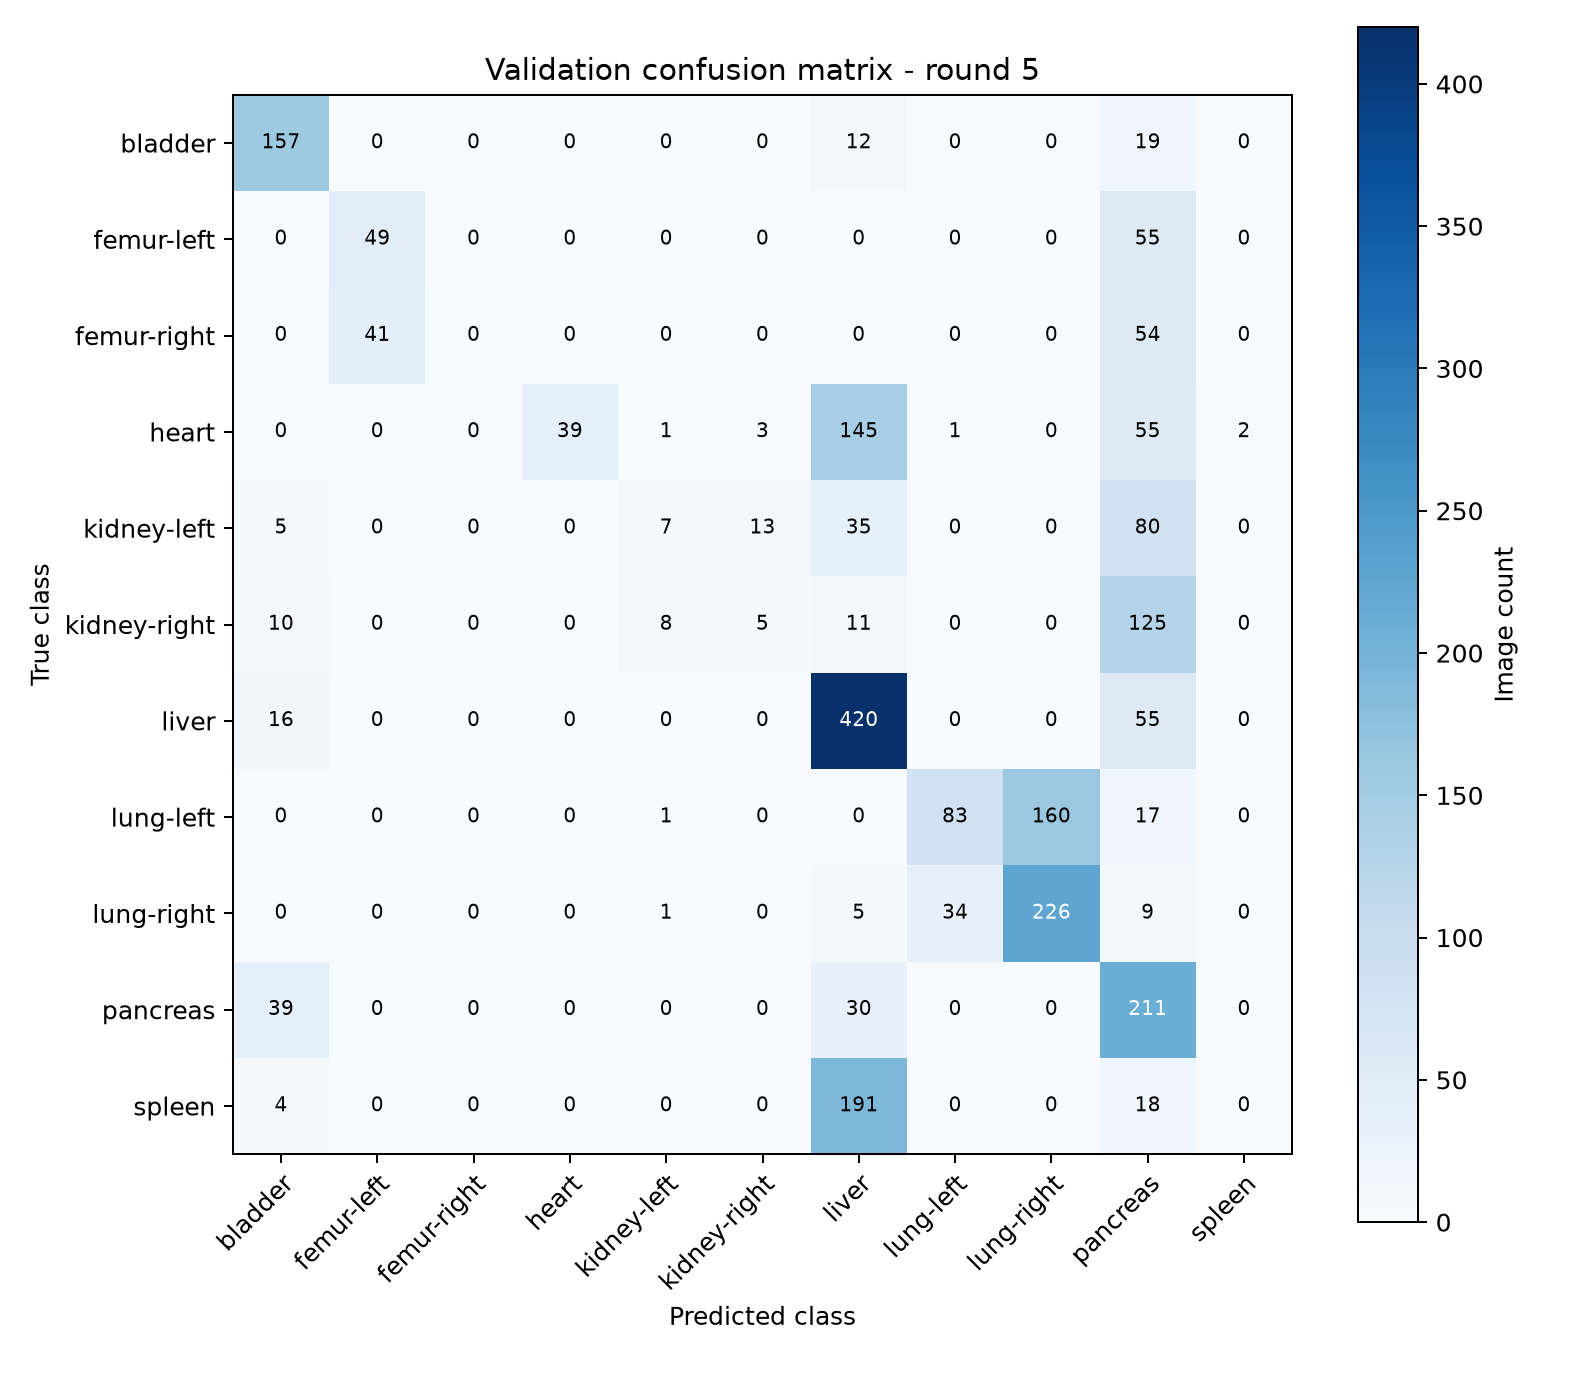 Validation confusion matrix - round 5
bladder 157 0 0 0 0 0 12 0 0 19 0
femur-left 0 49 0 0 0 0 0 0 0 55 0
femur-right 0 41 0 0 0 0 0 0 0 54 0
heart 0 0 0 39 1 3 145 1 0 55 2
kidney-left 5 0 0 0 7 13 35 0 0 80 0
kidney-right 10 0 0 0 8 5 11 0 0 125 0
liver 16 0 0 0 0 0 420 0 0 55 0
lung-left 0 0 0 0 1 0 0 83 160 17 0
lung-right 0 0 0 0 1 0 5 34 226 9 0
pancreas 39 0 0 0 0 0 30 0 0 211 0
spleen 4 0 0 0 0 0 191 0 0 18 0
bladder femur-left femur-right heart kidney-left kidney-right liver lung-left lung-right pancreas spleen
Predicted class
True class
400
350
300
250
200
150
100
50
0
Image count